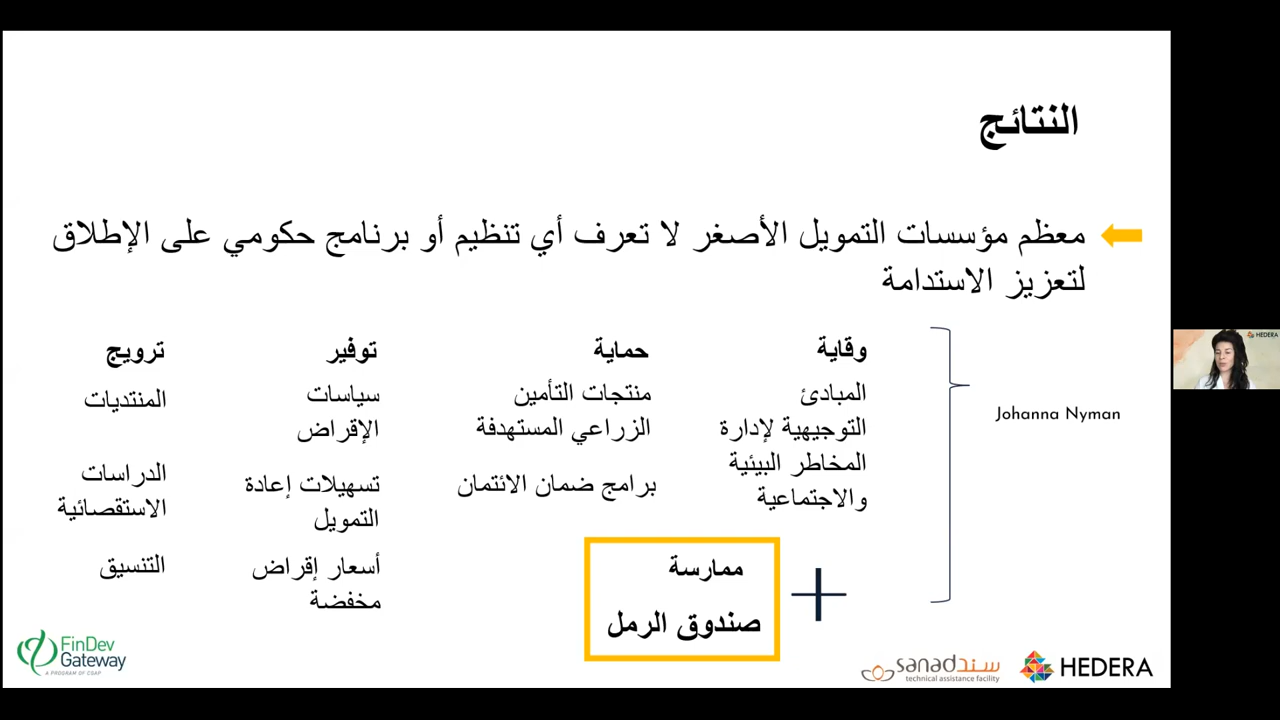 النتائج
معظم مؤسسات التمويل الأصغر لا تعرف أي تنظيم أو برنامج حكومي على الإطلاق
لتعزيز الاستدامة
وقاية
المبادئ
التوجيهية لإدارة
المخاطر البيئية
والاجتماعية
حماية
منتجات التأمين
الزراعي المستهدفة
برامج ضمان الائتمان
توفير
سياسات
الإقراض
تسهيلات إعادة
التمويل
أسعار إقراض
مخفضة
ترويج
المنتديات
الدراسات
الاستقصائية
التنسيق
Johanna Nyman
ممارسة
صندوق الرمل
FinDev
Gateway
A PROGRAM OF CGAP
sanad سند
technical assistance facility
HEDERA
HEDERA